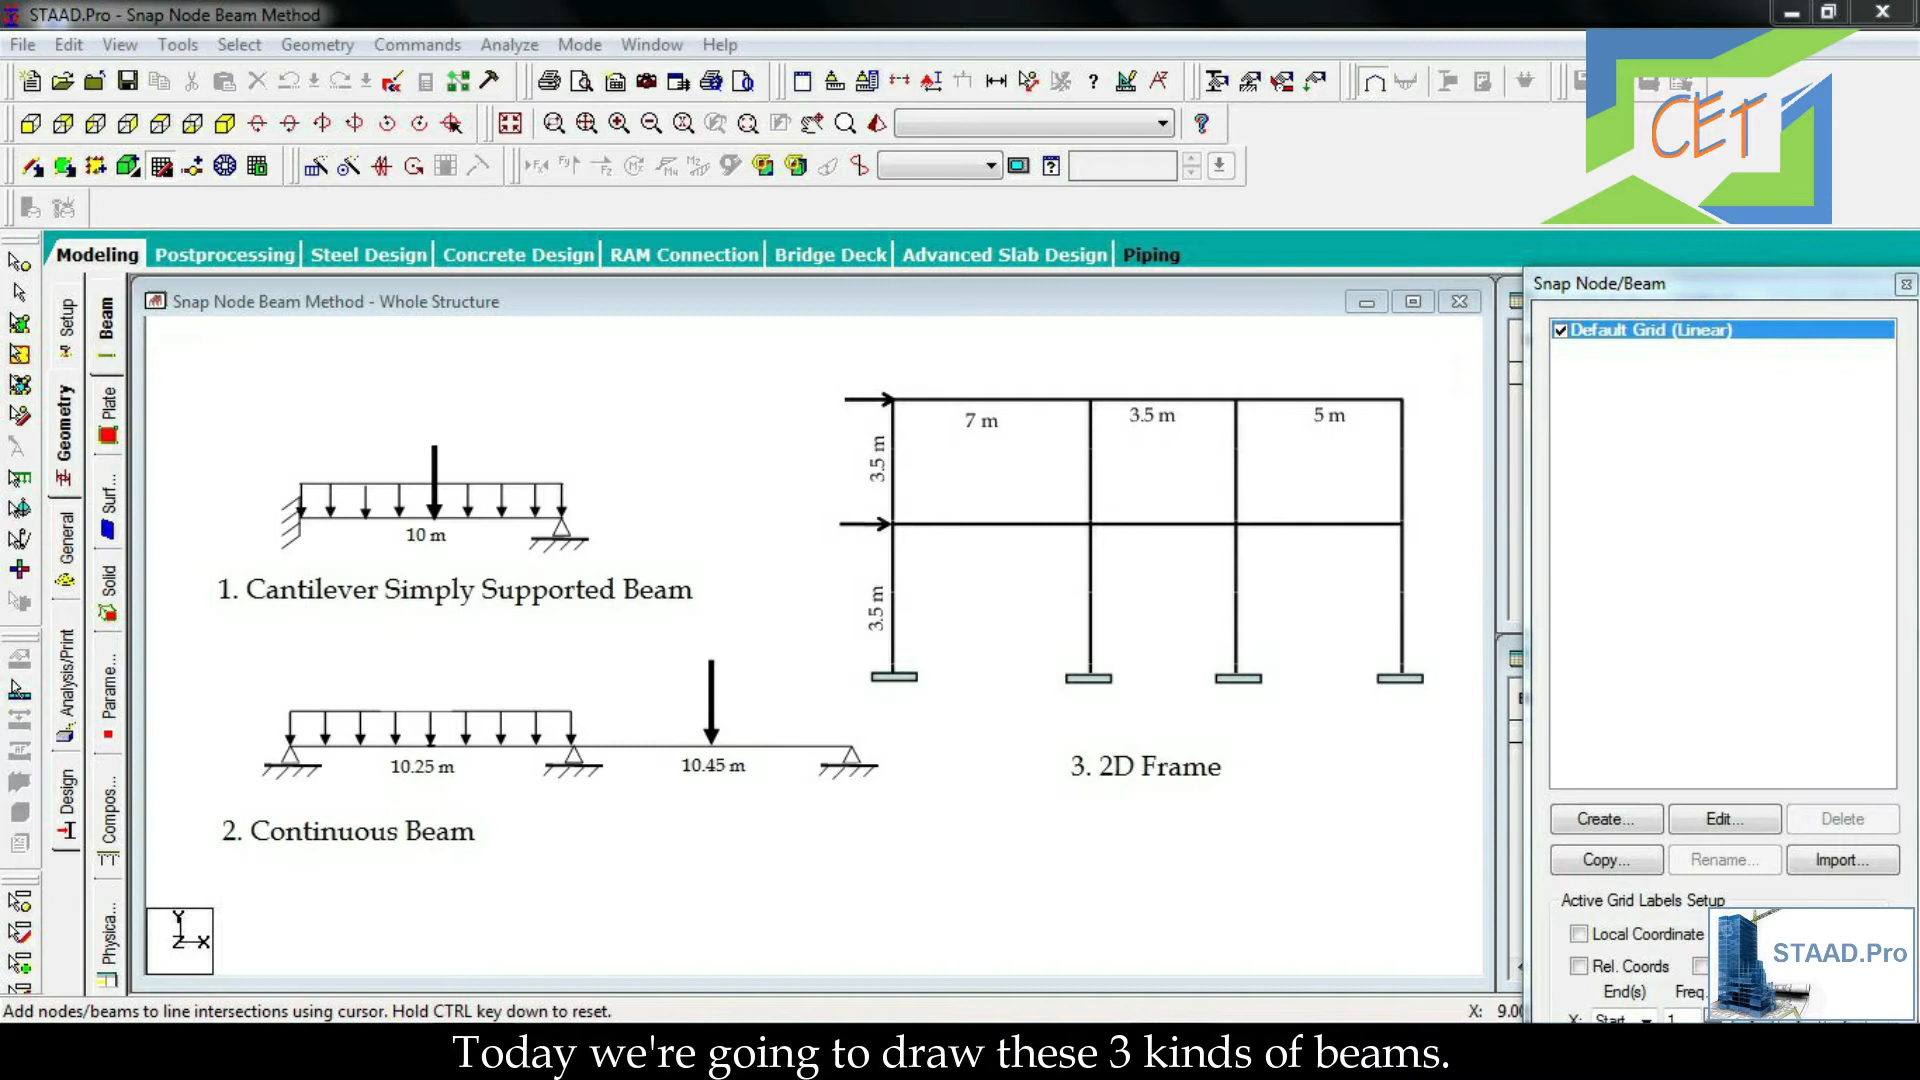 STAAD.Pro - Snap Node Beam Method
File Edit View Tools Select Geometry Commands Analyze Mode Window Help
CET
Modeling Postprocessing Steel Design Concrete Design RAM Connection Bridge Deck Advanced Slab Design Piping
Snap Node Beam Method - Whole Structure
Snap Node/Beam
Default Grid (Linear)
Setup
Geometry
General
Analysis/Print
Design
Beam
Plate
Surf...
Solid
Parame...
Compos...
Physica...
10 m
1. Cantilever Simply Supported Beam
10.25 m
10.45 m
2. Continuous Beam
7 m
3.5 m
5 m
3.5 m
3.5 m
3. 2D Frame
Y
Z X
Create... Edit... Delete
Copy... Rename... Import...
Active Grid Labels Setup
Local Coordinate
Rel. Coords
End(s) Freq.
X: Start 1
STAAD.Pro
Add nodes/beams to line intersections using cursor. Hold CTRL key down to reset.
X: 9.00
Today we're going to draw these 3 kinds of beams.